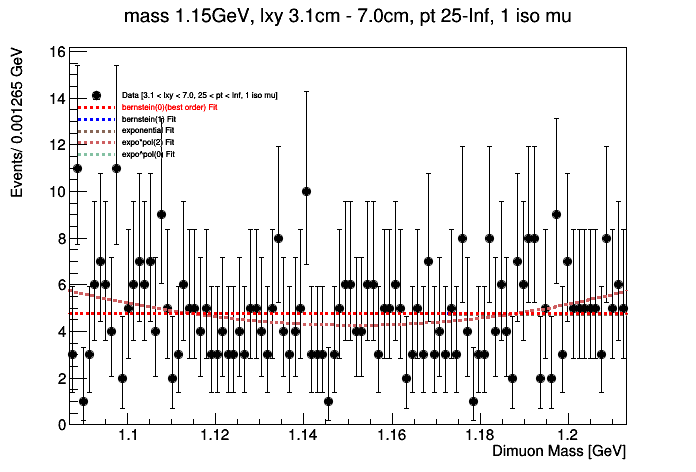 mass 1.15GeV, lxy 3.1cm - 7.0cm, pt 25-Inf, 1 iso mu
Events/ 0.001265 GeV
16
14
12
10
8
6
4
2
0
Data [3.1 < lxy < 7.0, 25 < pt < Inf, 1 iso mu]
bernstein(0)(best order) Fit
bernstein(1) Fit
exponential Fit
expo*pol(2) Fit
expo*pol(0) Fit
1.1 1.12 1.14 1.16 1.18 1.2
Dimuon Mass [GeV]